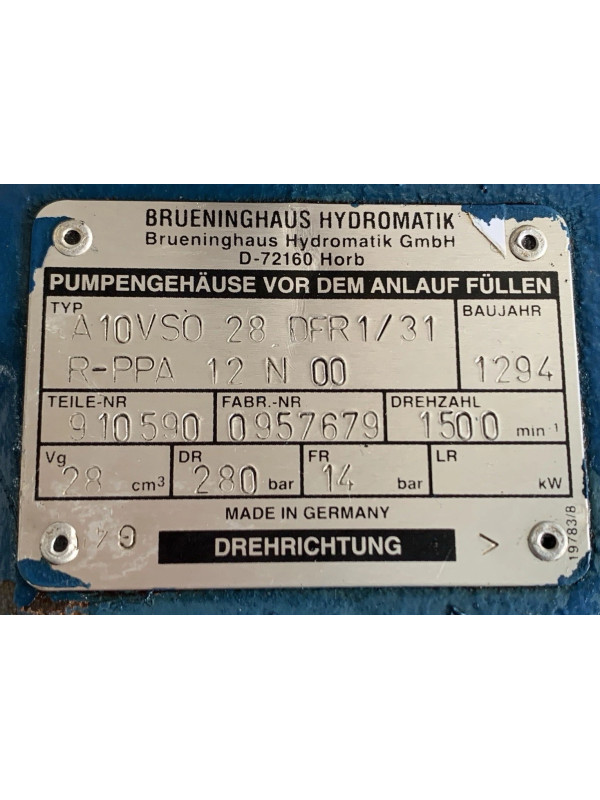 BRUENINGHAUS HYDROMATIK
Brueninghaus Hydromatik GmbH
D-72160 Horb
PUMPENGEHÄUSE VOR DEM ANLAUF FÜLLEN
TYP
A10VSO 28 DFR1/31
R-PPA 12 N 00
BAUJAHR
1294
TEILE-NR
910590
FABR.-NR
0957679
DREHZAHL
1500 min⁻¹
Vg
28 cm³
DR
280 bar
FR
14 bar
LR
kW
MADE IN GERMANY
DREHRICHTUNG >
19783/8